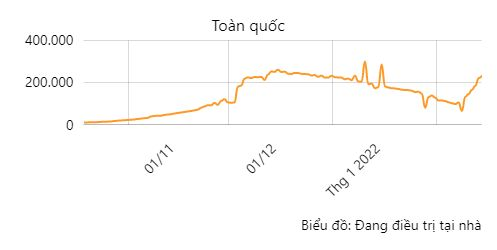 Toàn quốc
400.000
200.000
0
01/11
01/12
Thg 1 2022
Biểu đồ: Đang điều trị tại nhà